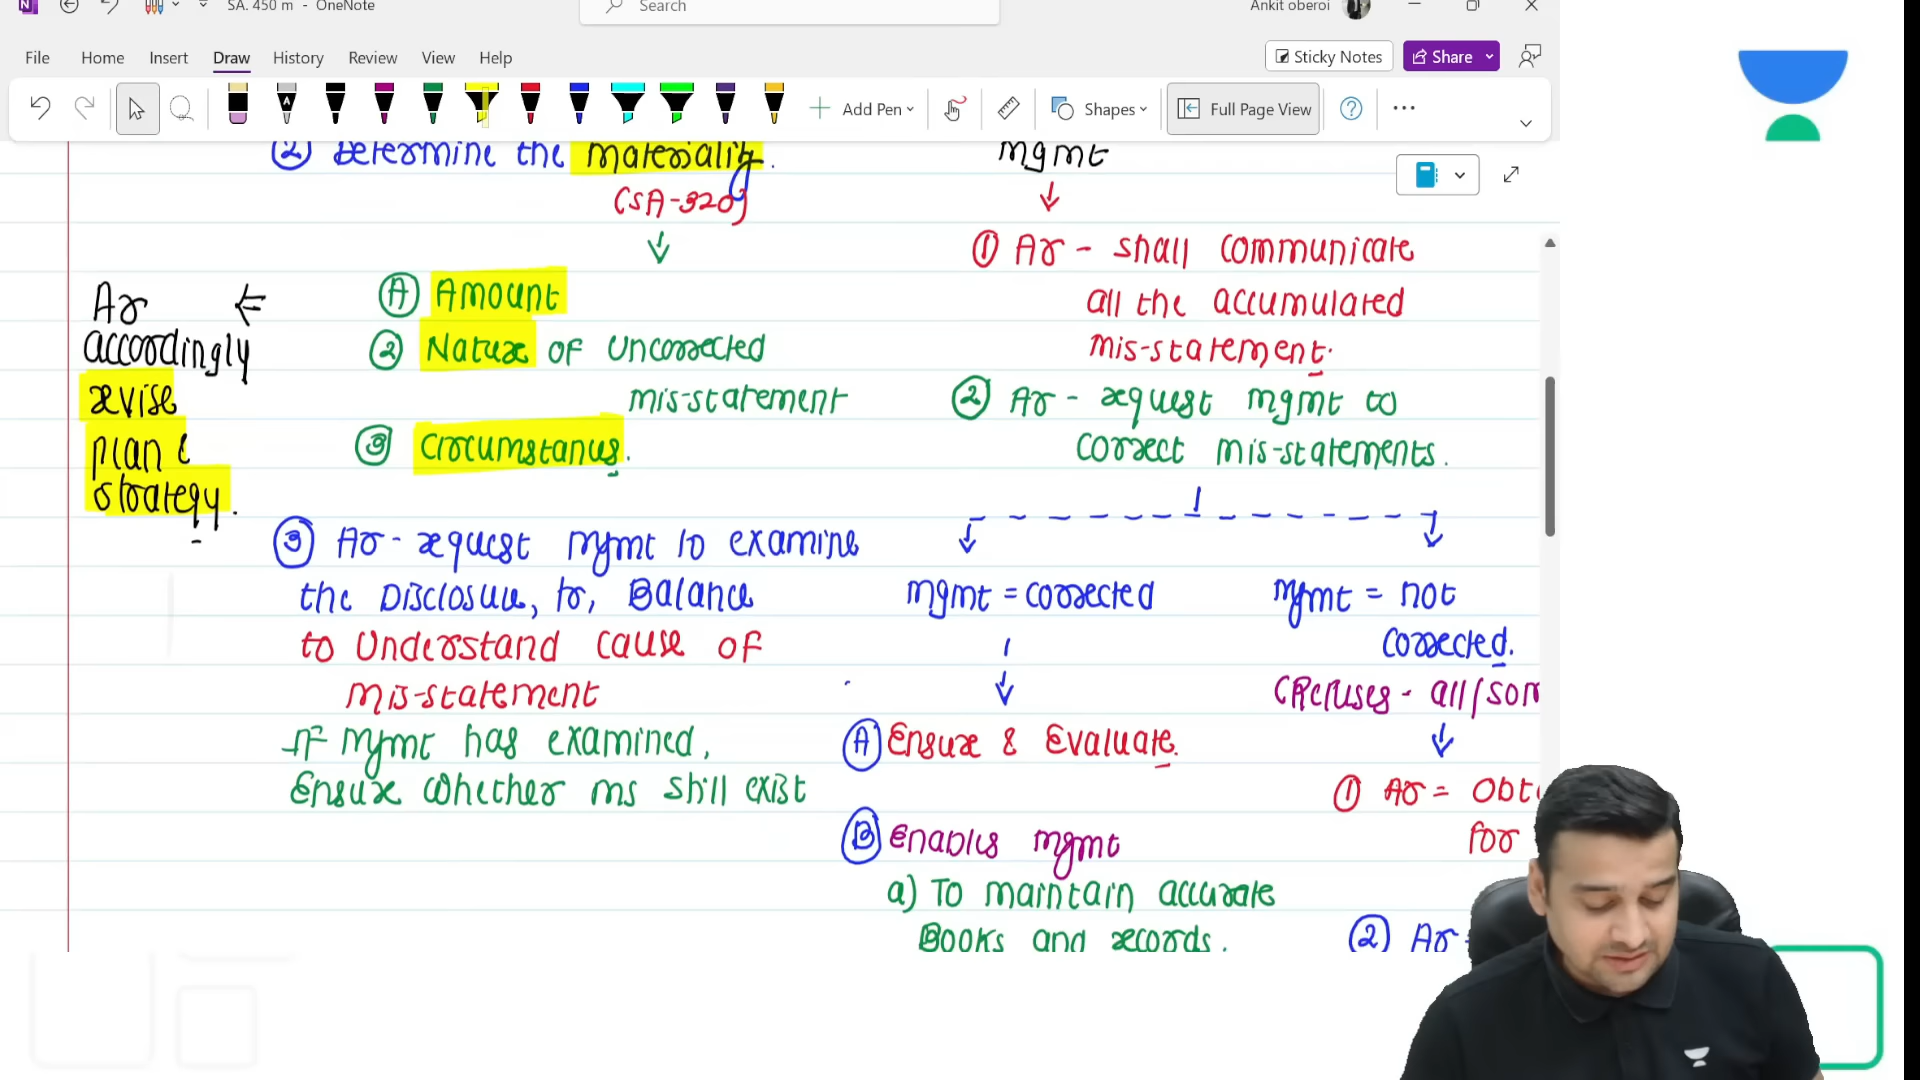 SA. 450 m - OneNote
Search
Ankit oberoi
File Home Insert Draw History Review View Help
Sticky Notes
Share
Add Pen
Shapes
Full Page View
② Determine the materiality.
(SA-320)
Ⓐ Amount
② Nature of Uncorrected
mis-statement
③ Circumstances.
Ar
accordingly
revise
plan &
strategy.
③ Ar - request mgmt to examine
the Disclosure, tr, Balance
to Understand cause of
Mis-statement
If Mgmt has examined,
Ensure whether ms still exist
mgmt
① Ar - shall communicate
all the accumulated
mis-statement.
② Ar - request mgmt to
correct mis-statements.
mgmt = corrected
Ⓐ Ensure & Evaluate.
Ⓑ Enables mgmt
a) To maintain accurate
Books and records.
Mgmt = not
corrected.
(Refuses - all/som
① Ar = Obt
for
② Ar